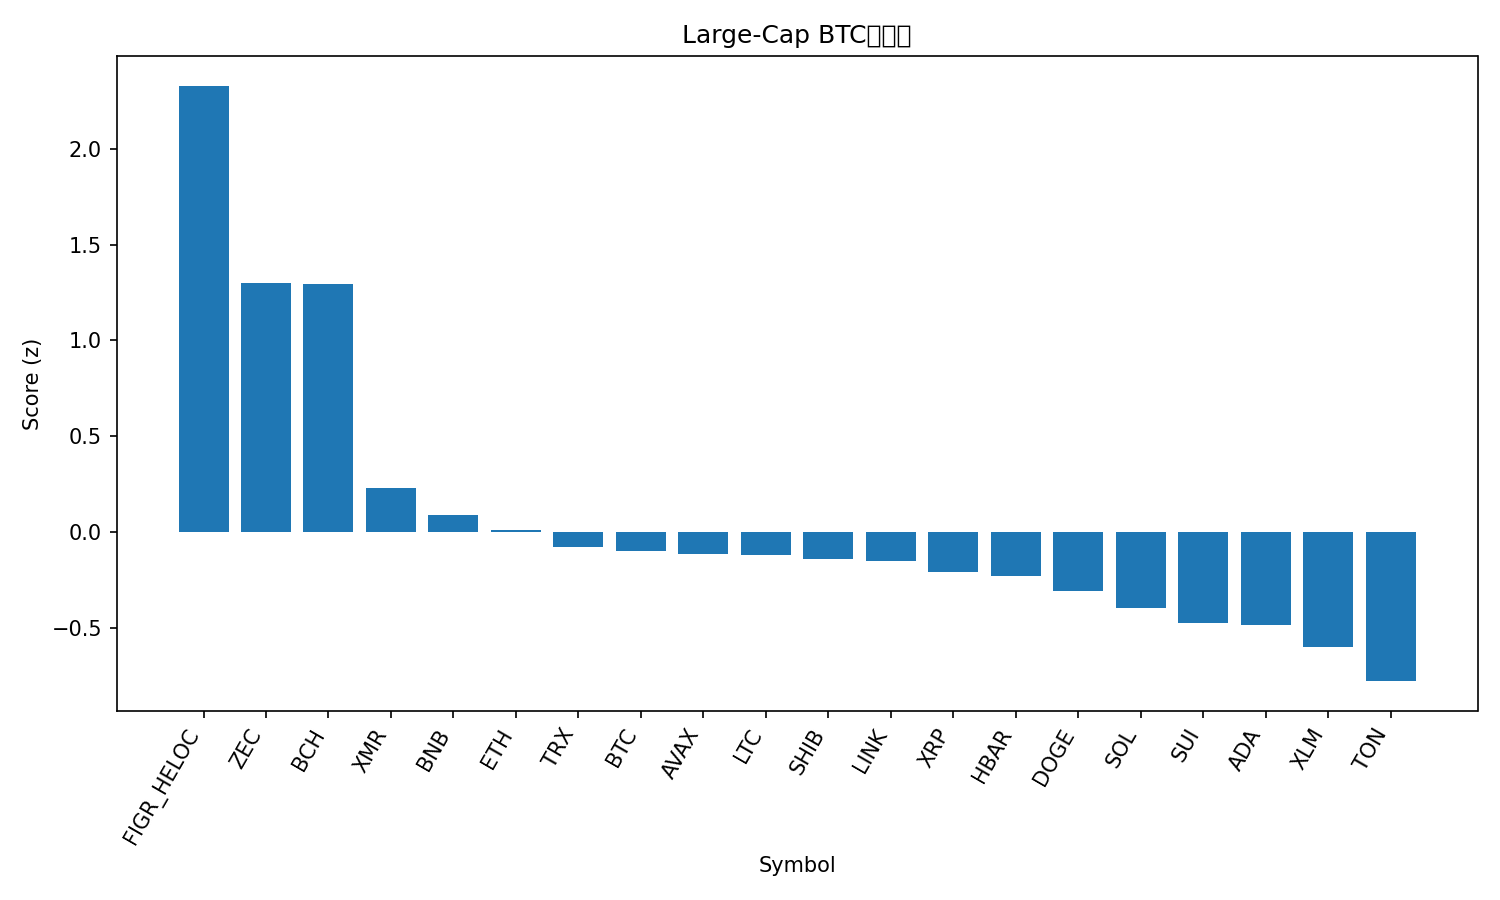 Large-Cap BTC
Score (z)
2.0
1.5
1.0
0.5
0.0
−0.5
FIGR_HELOC
ZEC
BCH
XMR
BNB
ETH
TRX
BTC
AVAX
LTC
SHIB
LINK
XRP
HBAR
DOGE
SOL
SUI
ADA
XLM
TON
Symbol